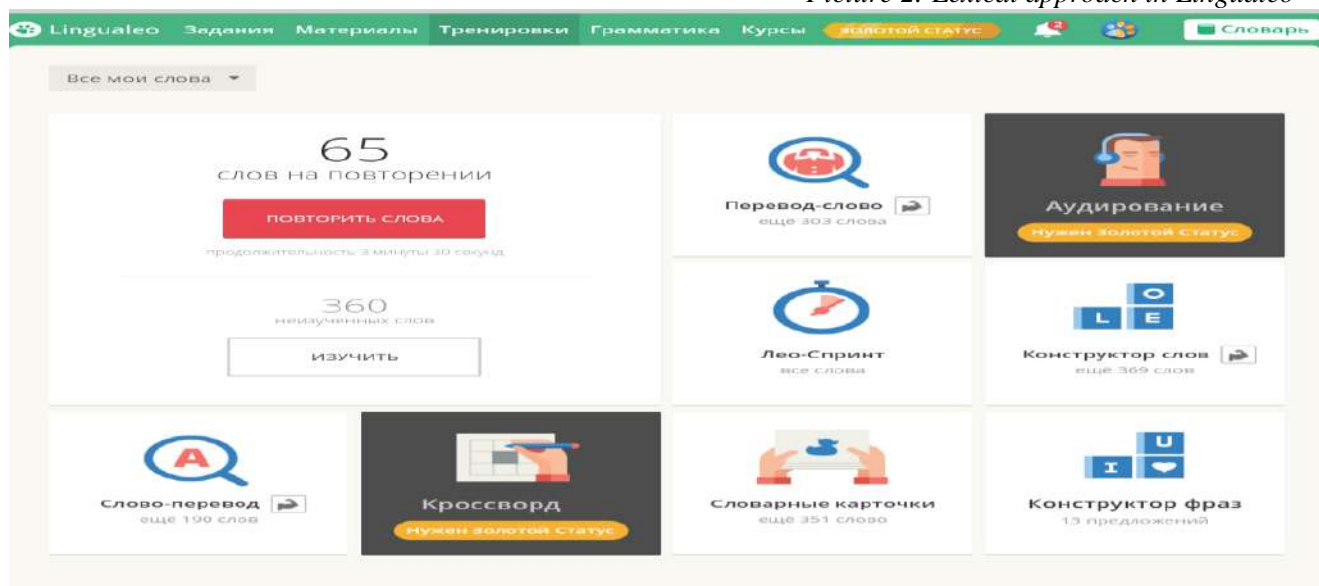 Picture 2. Lexical approach in Lingualeo
Lingualeo Задания Материалы Тренировки Грамматика Курсы ЗОЛОТОЙ СТАТУС 2 Словарь
Все мои слова
65
слов на повторении
ПОВТОРИТЬ СЛОВА
продолжительность 3 минуты 30 секунд
360
неизученных слов
ИЗУЧИТЬ
Перевод-слово
ещё 303 слова
Аудирование
Нужен Золотой Статус
Лео-Спринт
все слова
O
L E
Конструктор слов
ещё 369 слов
A
Слово-перевод
ещё 190 слов
Кроссворд
Нужен Золотой Статус
Словарные карточки
ещё 351 слово
U
I
Конструктор фраз
13 предложений